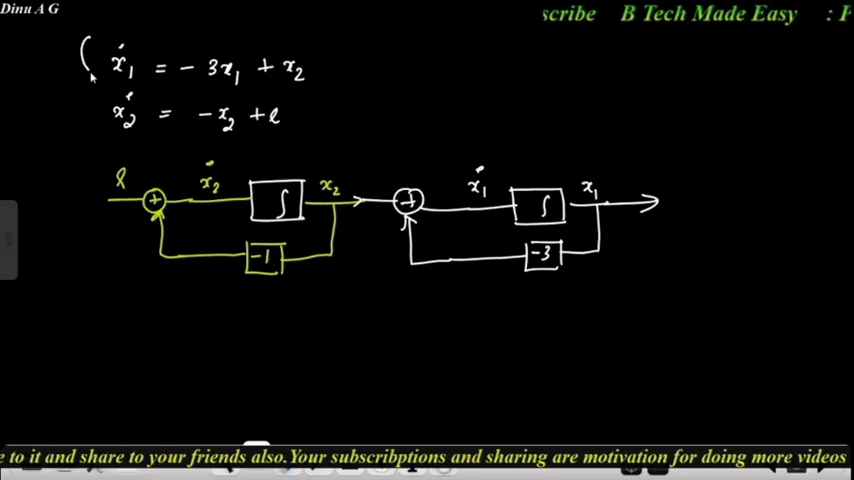 Dinu A G
scribe B Tech Made Easy : F
ẋ₁ = - 3x₁ + x₂
ẋ₂ = -x₂ + r
r + ẋ₂ ∫ x₂ + ẋ₁ ∫ x₁
-1 -3
e to it and share to your friends also.Your subscribptions and sharing are motivation for doing more videos